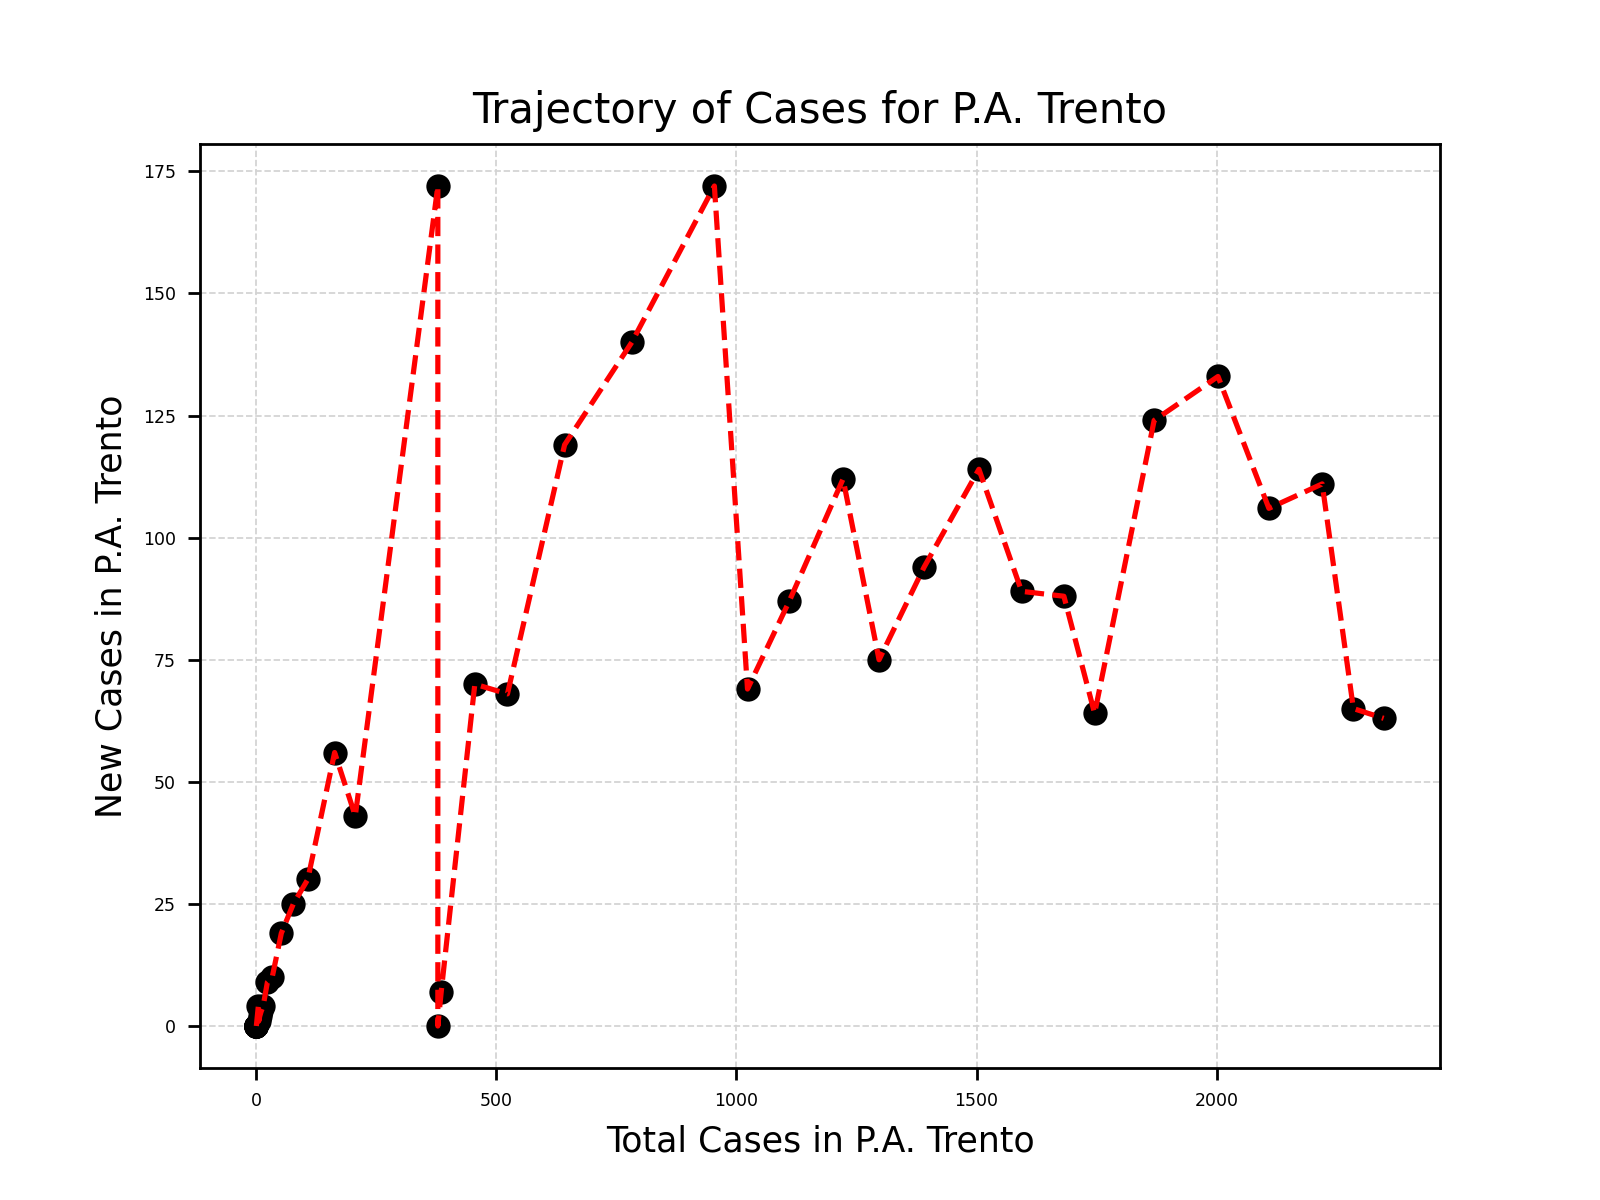 Trajectory of Cases for P.A. Trento
New Cases in P.A. Trento
175
150
125
100
75
50
25
0
0 500 1000 1500 2000
Total Cases in P.A. Trento